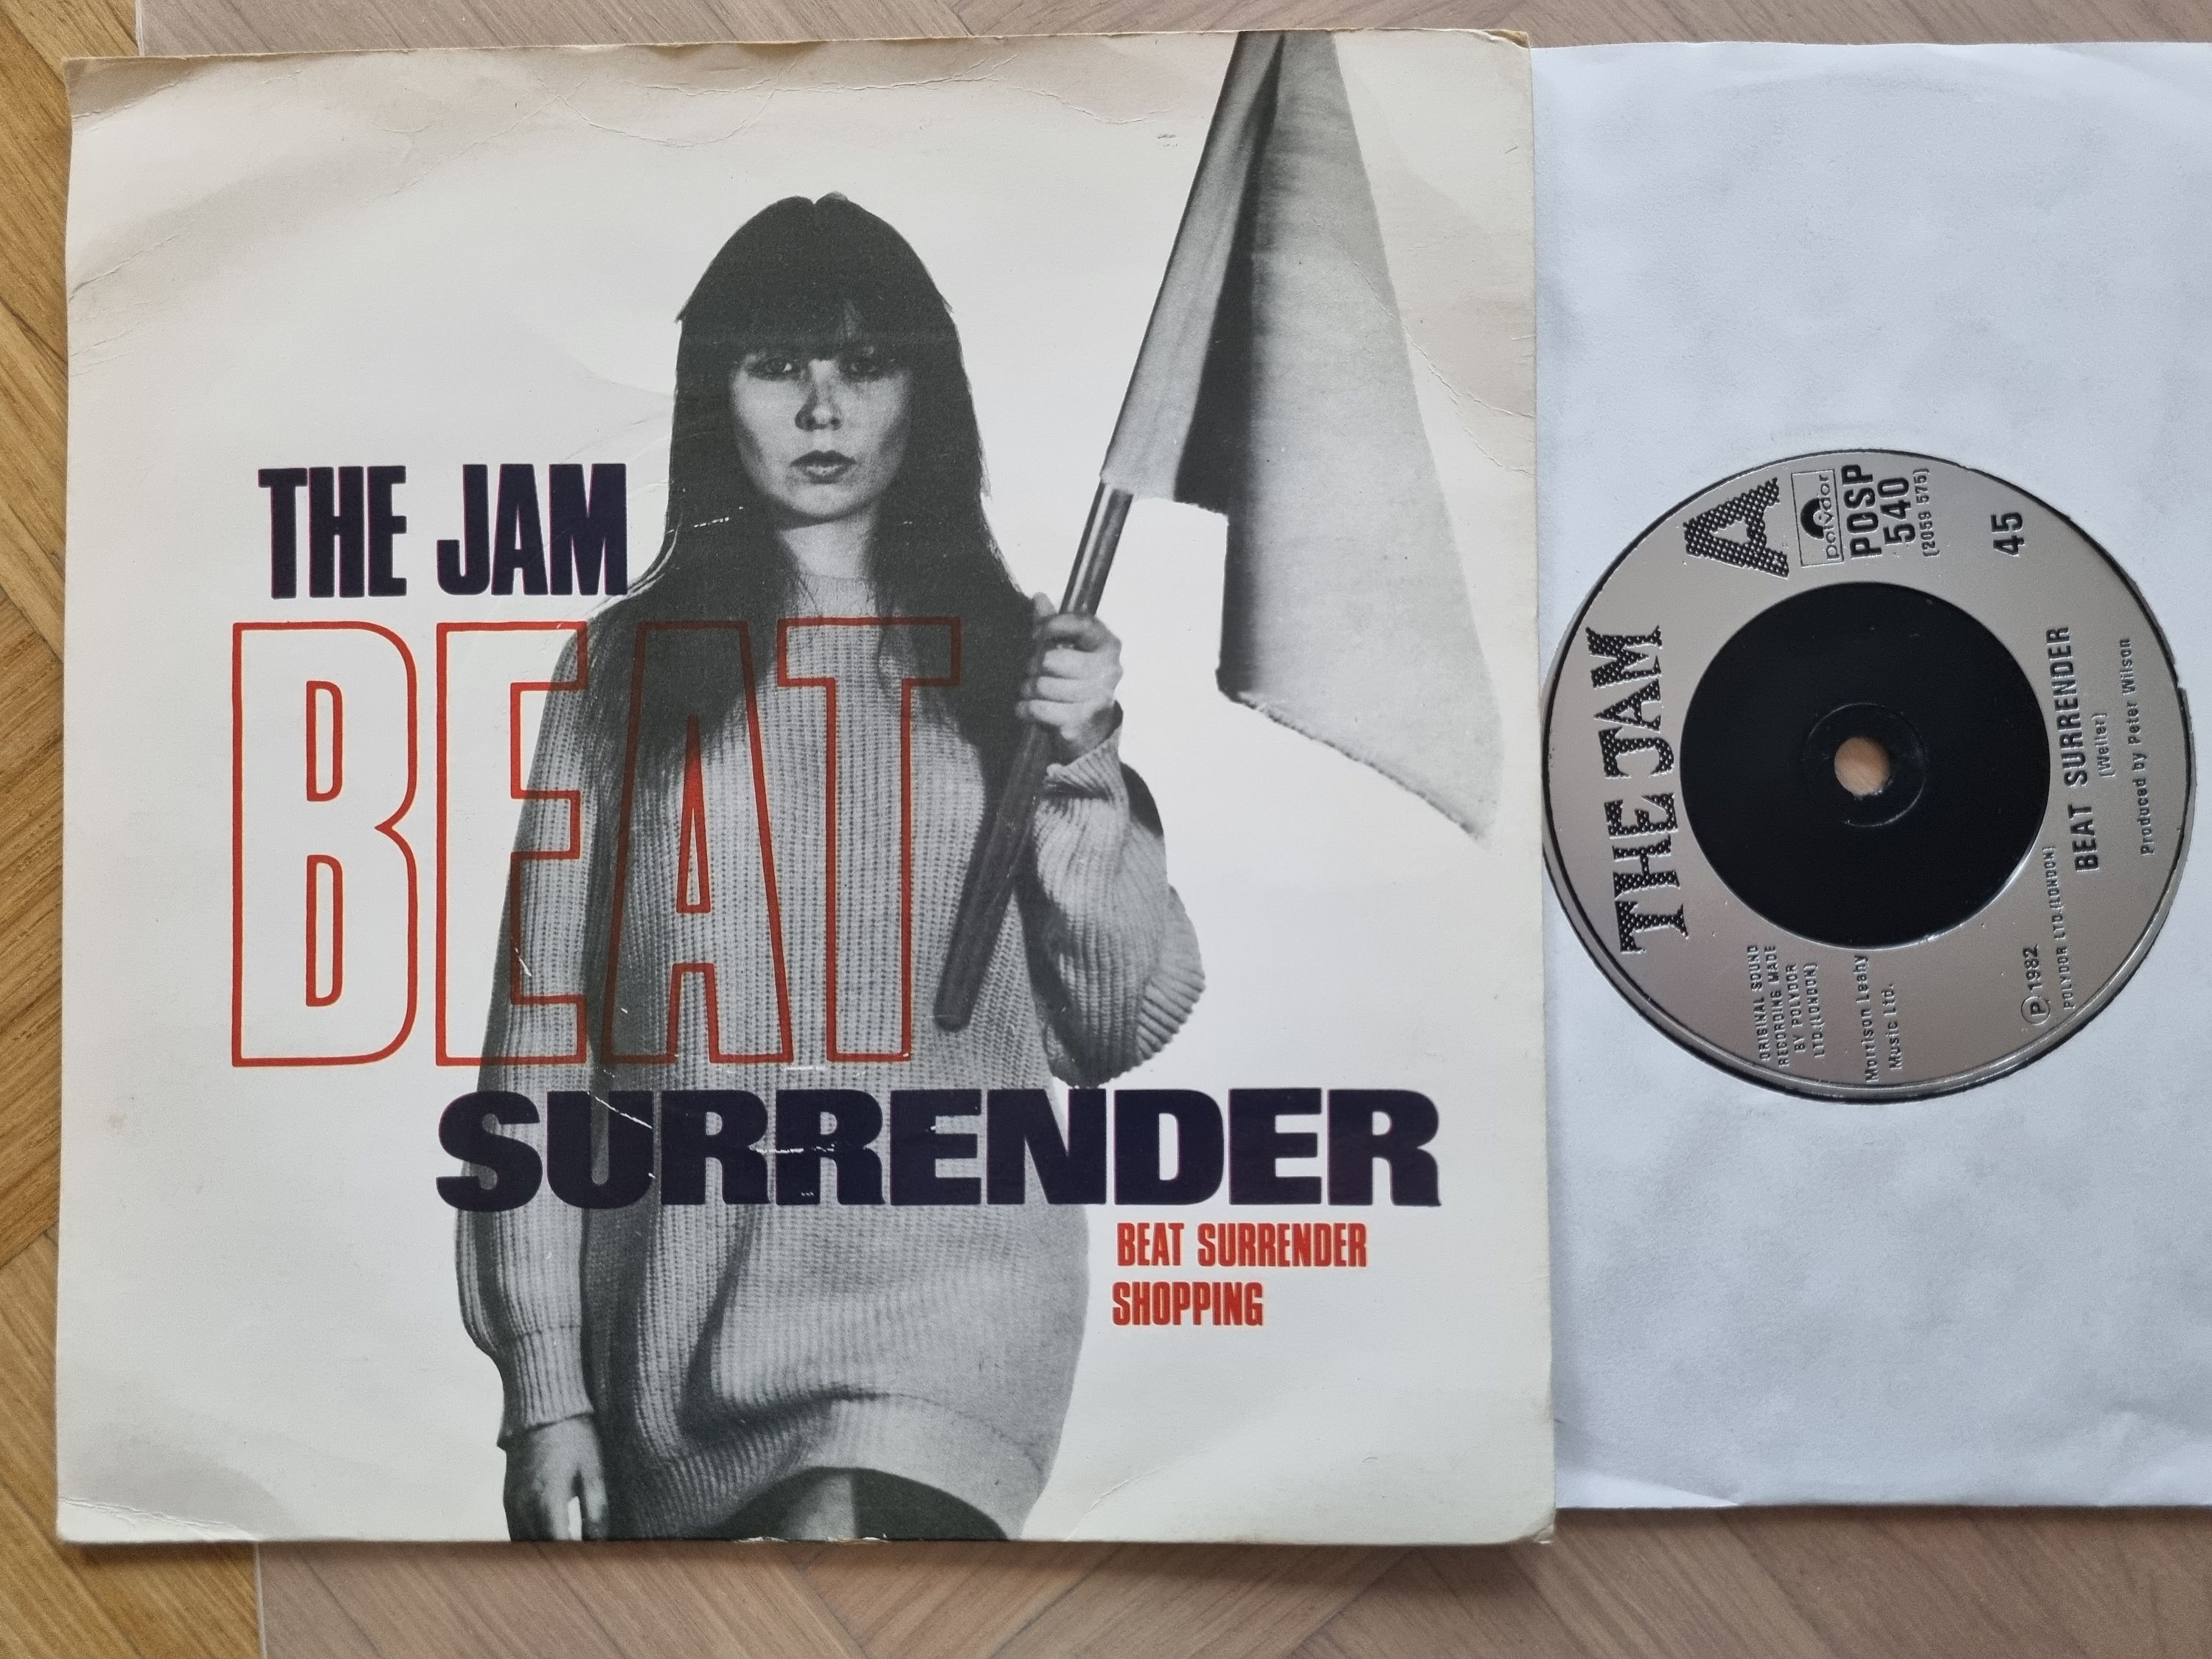 THE JAM
BEAT
SURRENDER
BEAT SURRENDER
SHOPPING
THE JAM
A
polydor
POSP
540
(2059 575)
45
ORIGINAL SOUND
RECORDING MADE
BY POLYDOR
LTD.(LONDON)
Morrison Leahy
Music Ltd.
Ⓟ 1982
POLYDOR LTD.(LONDON)
BEAT SURRENDER
(Weller)
Produced by Peter Wilson